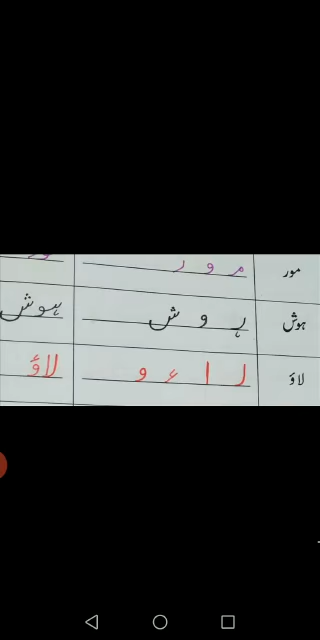 مور م و ر
ہوش ہ و ش ہوش
لاؤ ل ا ء و لاؤ